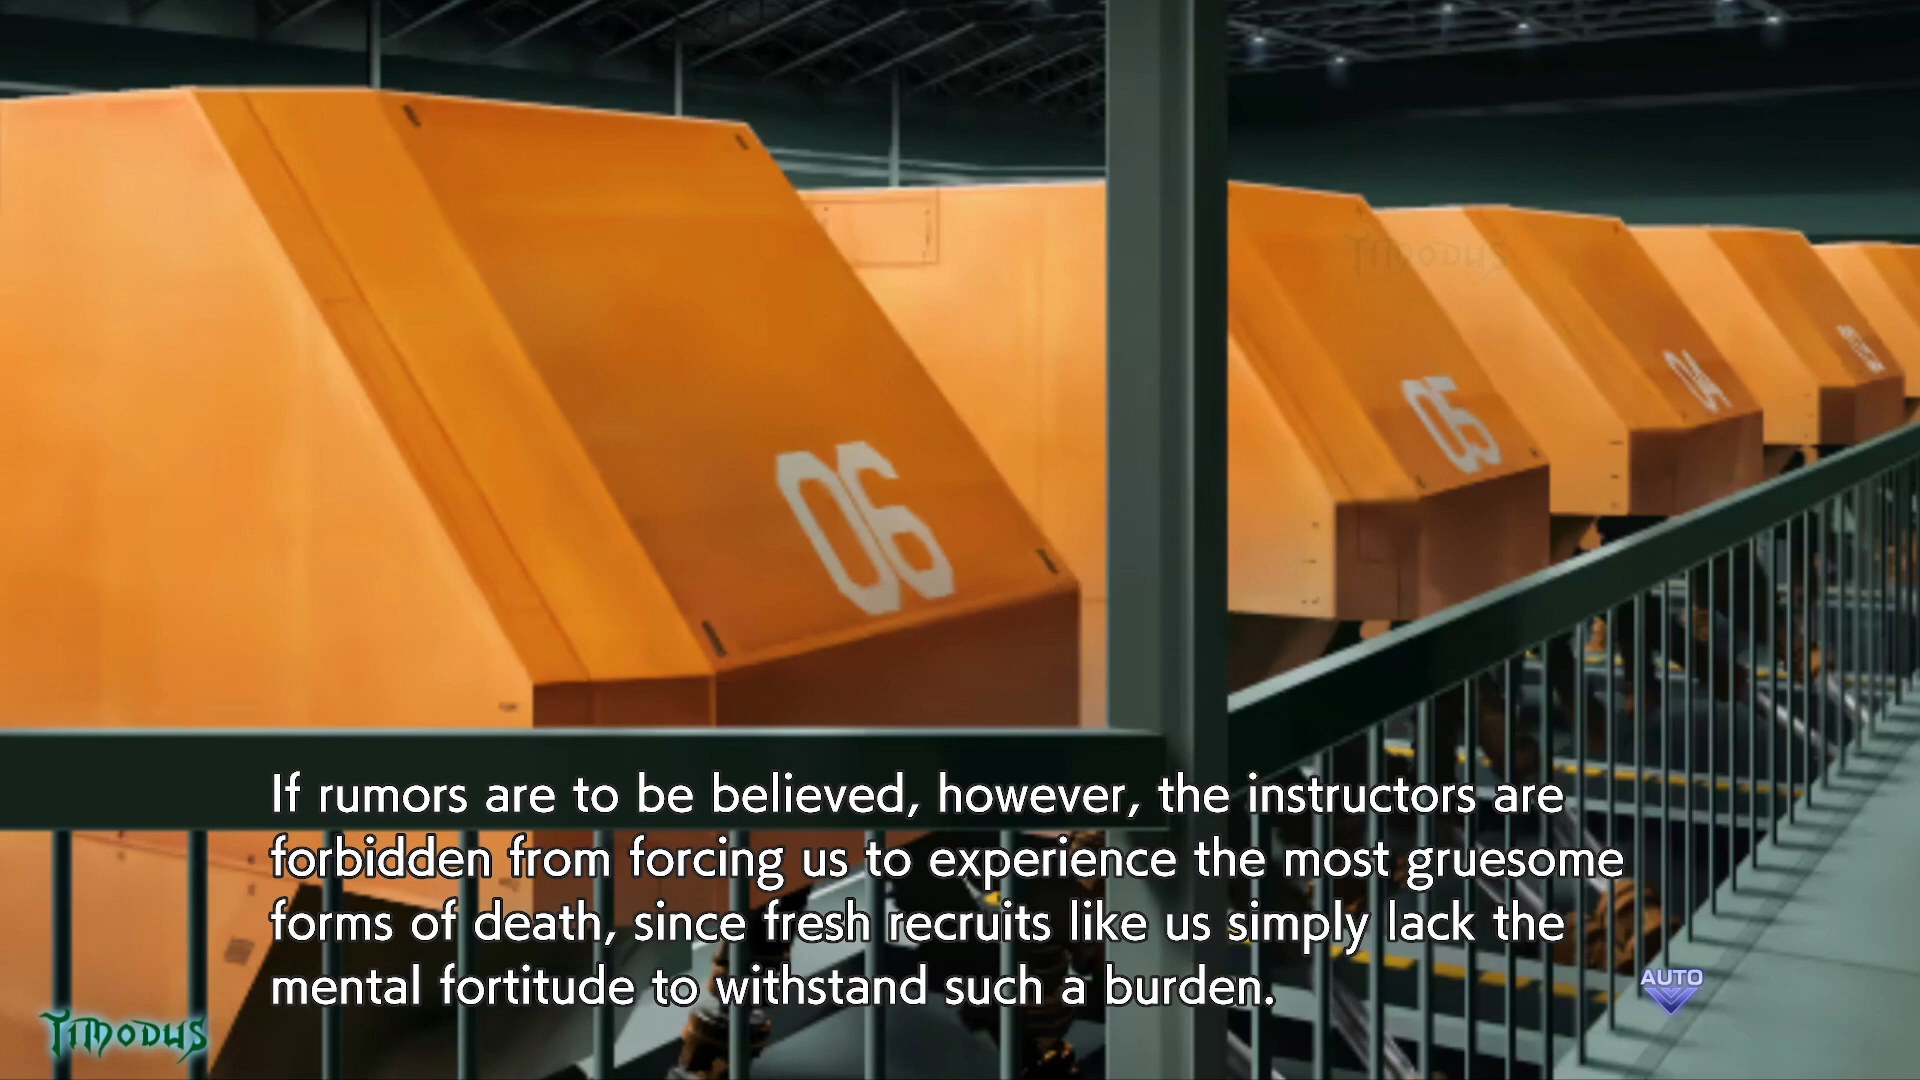 06
05
TIMODUS
If rumors are to be believed, however, the instructors are
forbidden from forcing us to experience the most gruesome
forms of death, since fresh recruits like us simply lack the
mental fortitude to withstand such a burden.
AUTO
TIMODUS